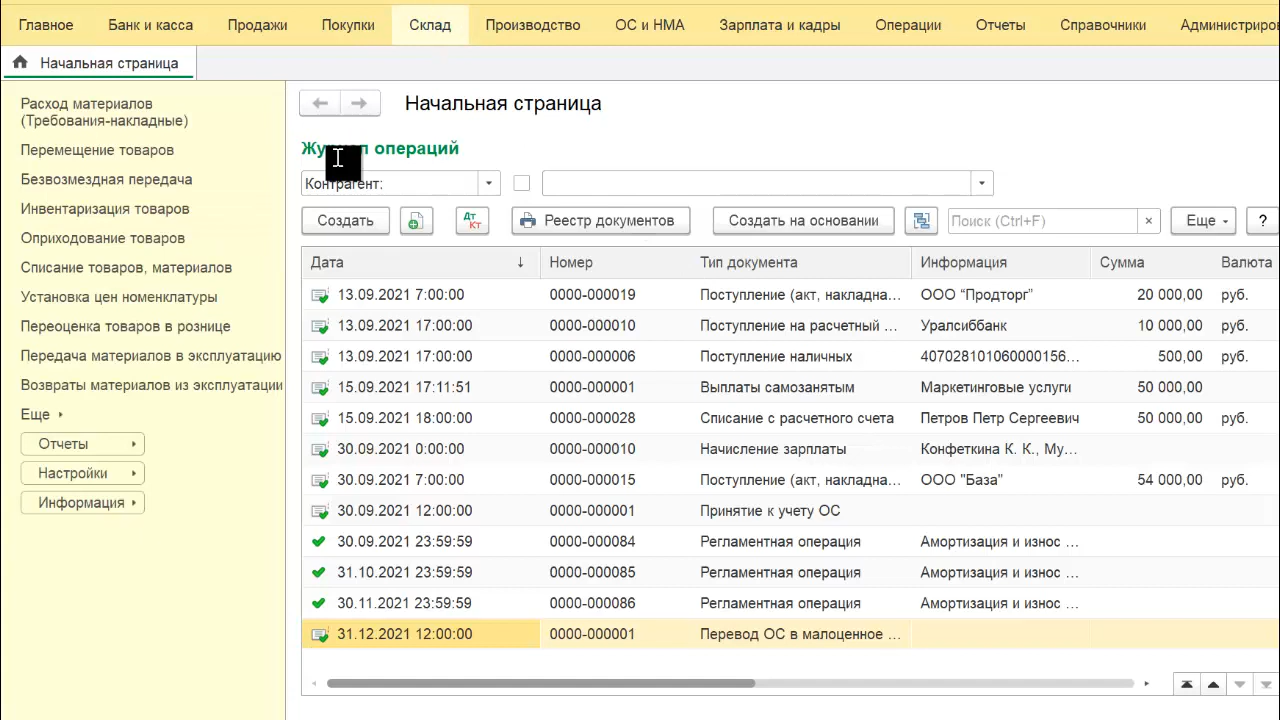 Главное Банк и касса Продажи Покупки Склад Производство ОС и НМА Зарплата и кадры Операции Отчеты Справочники Администриров
Начальная страница
Расход материалов
(Требования-накладные)
Перемещение товаров
Безвозмездная передача
Инвентаризация товаров
Оприходование товаров
Списание товаров, материалов
Установка цен номенклатуры
Переоценка товаров в рознице
Передача материалов в эксплуатацию
Возвраты материалов из эксплуатации
Еще
Отчеты
Настройки
Информация
Начальная страница
операций
Контрагент:
Создать Дт Кт Реестр документов Создать на основании Поиск (Ctrl+F) × Еще ?
Дата ↓ Номер Тип документа Информация Сумма Валюта
13.09.2021 7:00:00 0000-000019 Поступление (акт, накладна... ООО “Продторг” 20 000,00 руб.
13.09.2021 17:00:00 0000-000010 Поступление на расчетный ... Уралсиббанк 10 000,00 руб.
13.09.2021 17:00:00 0000-000006 Поступление наличных 407028101060000156... 500,00 руб.
15.09.2021 17:11:51 0000-000001 Выплаты самозанятым Маркетинговые услуги 50 000,00
15.09.2021 18:00:00 0000-000028 Списание с расчетного счета Петров Петр Сергеевич 50 000,00 руб.
30.09.2021 0:00:00 0000-000010 Начисление зарплаты Конфеткина К. К., Му...
30.09.2021 7:00:00 0000-000015 Поступление (акт, накладна... ООО "База" 54 000,00 руб.
30.09.2021 12:00:00 0000-000001 Принятие к учету ОС
30.09.2021 23:59:59 0000-000084 Регламентная операция Амортизация и износ ...
31.10.2021 23:59:59 0000-000085 Регламентная операция Амортизация и износ ...
30.11.2021 23:59:59 0000-000086 Регламентная операция Амортизация и износ ...
31.12.2021 12:00:00 0000-000001 Перевод ОС в малоценное ...